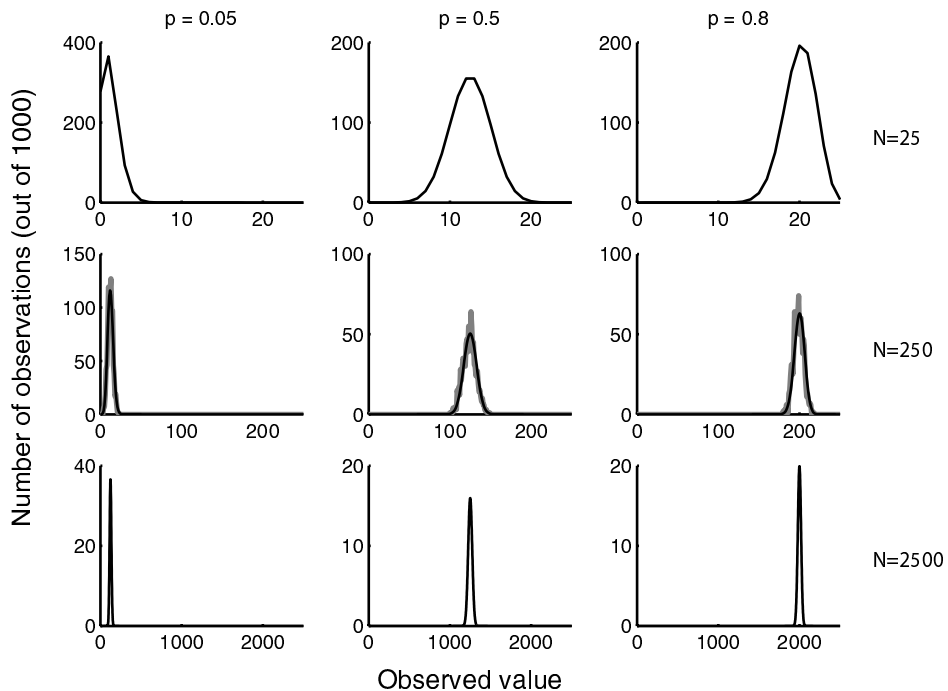 p = 0.05 p = 0.5 p = 0.8
400 200 200
200 100 100 N=25
0 0 0
0 10 20 0 10 20 0 10 20
150 100 100
100
50 50 50 N=250
0 0 0
0 100 200 0 100 200 0 100 200
40 20 20
20 10 10 N=2500
0 0 0
0 1000 2000 0 1000 2000 0 1000 2000
Number of observations (out of 1000)
Observed value